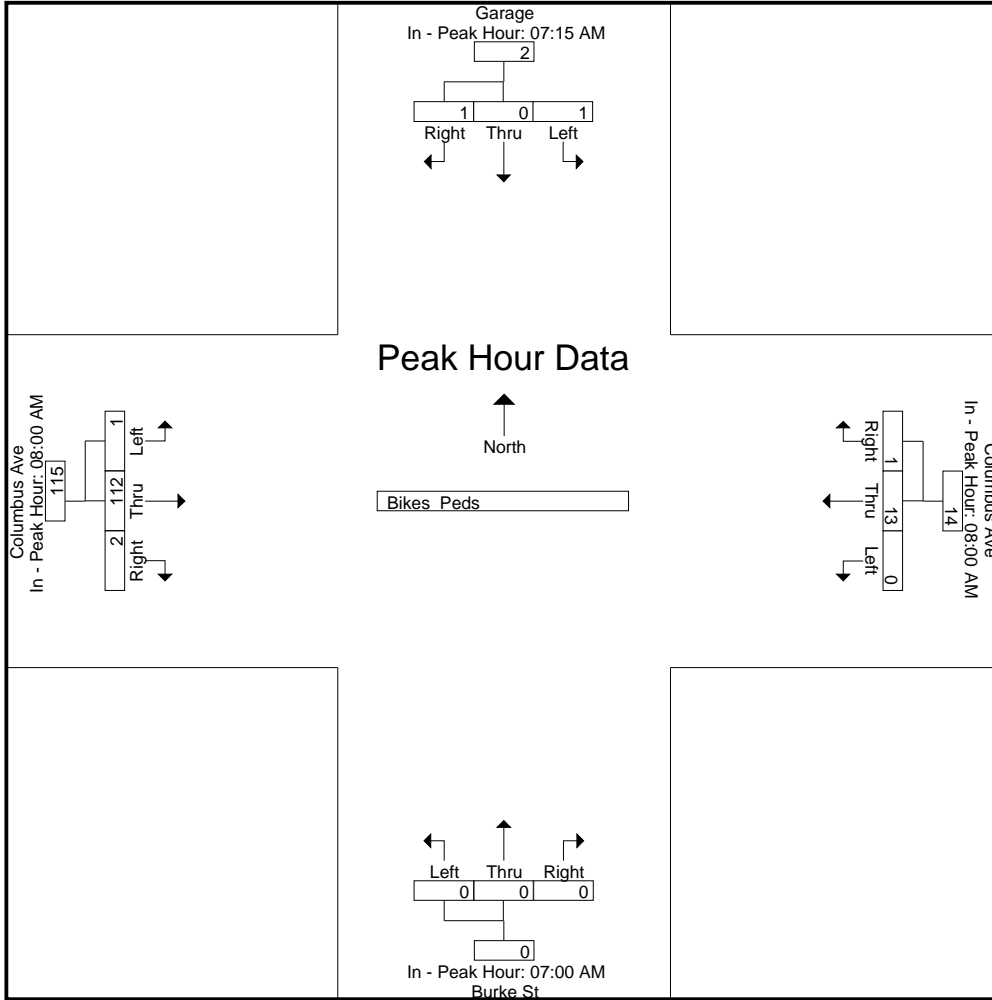 Garage
In - Peak Hour: 07:15 AM
2
1 0 1
Right Thru Left
Peak Hour Data
North
Bikes Peds
Columbus Ave
In - Peak Hour: 08:00 AM
115
1 112 2
Left Thru Right
Columbus Ave
In - Peak Hour: 08:00 AM
14
1 13 0
Right Thru Left
Left Thru Right
0 0 0
0
In - Peak Hour: 07:00 AM
Burke St